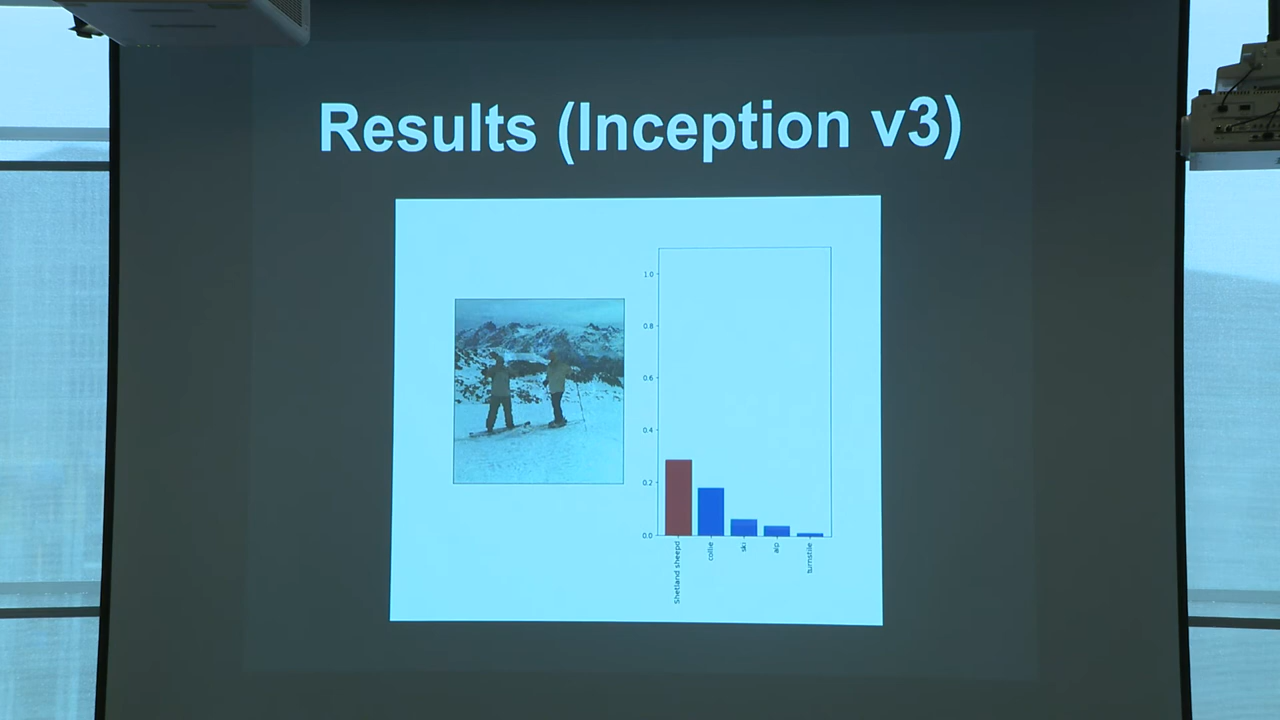 Results (Inception v3)
1.0
0.8
0.6
0.4
0.2
0.0
Shetland sheepd
collie
ski
alp
turnstile